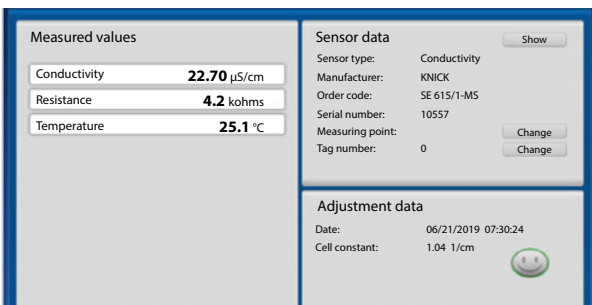 Measured values
Conductivity 22.70 µS/cm
Resistance 4.2 kohms
Temperature 25.1 °C
Sensor data Show
Sensor type: Conductivity
Manufacturer: KNICK
Order code: SE 615/1-MS
Serial number: 10557
Measuring point: Change
Tag number: 0 Change
Adjustment data
Date: 06/21/2019 07:30:24
Cell constant: 1.04 1/cm